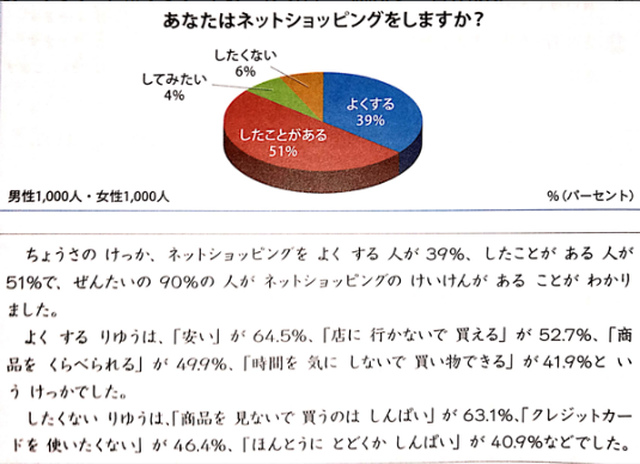 あなたはネットショッピングをしますか?
したくない
6%
してみたい
4%
よくする
39%
したことがある
51%
男性1,000人・女性1,000人
%(パーセント)
ちょうさの けっか、ネットショッピングを よく する 人が 39%、したことが ある 人が
51%で、ぜんたいの 90%の 人が ネットショッピングの けいけんが ある ことが わかり
ました。
よく する りゆうは、「安い」が 64.5%、「店に 行かないで 買える」が 52.7%、「商
品を くらべられる」が 49.9%、「時間を 気に しないで 買い物できる」が 41.9%と い
う けっかでした。
したくない りゆうは、「商品を 見ないで 買うのは しんぱい」が 63.1%、「クレジットカー
ドを 使いたくない」が 46.4%、「ほんとうに とどくか しんぱい」が 40.9%などでした。